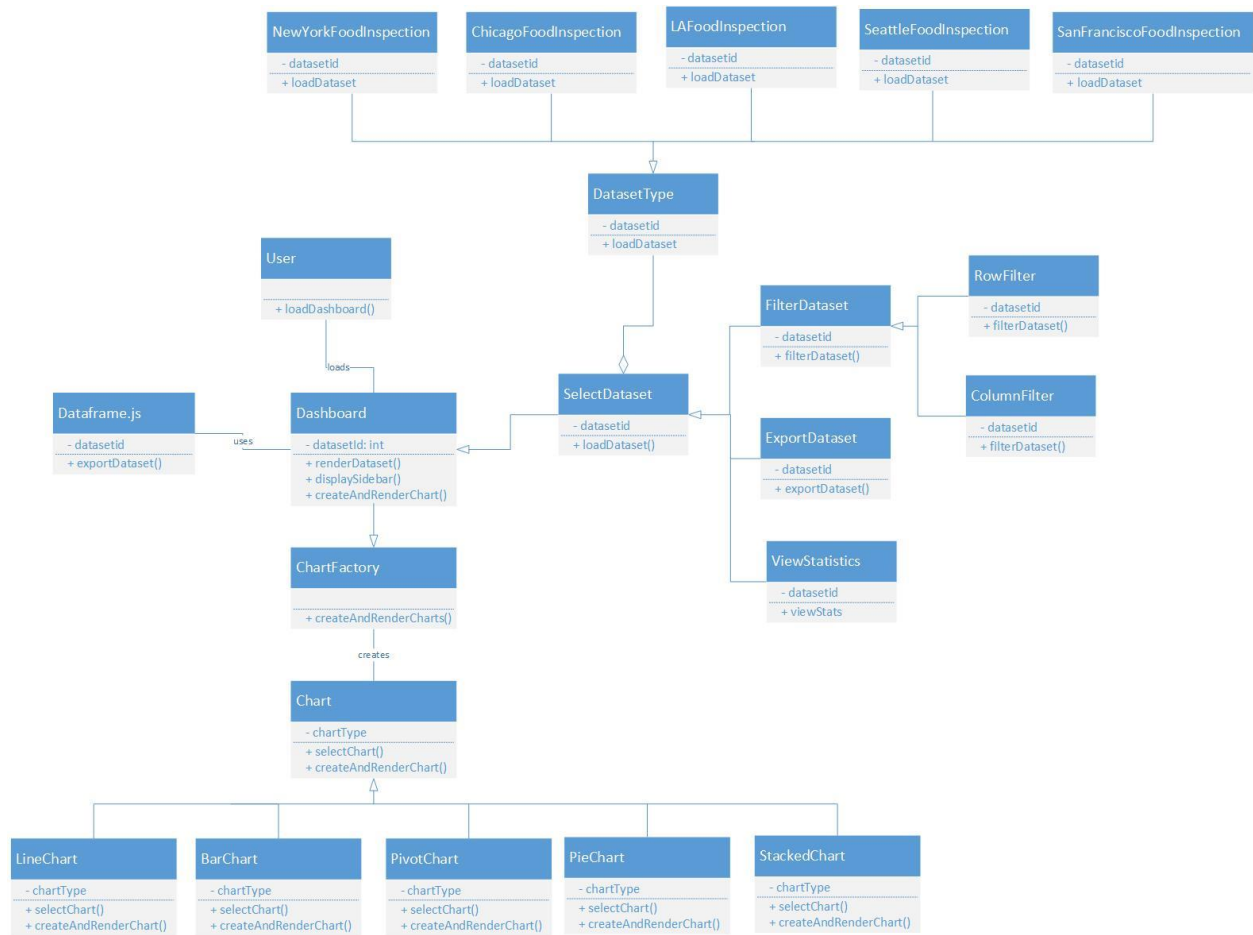 NewYorkFoodInspection
- datasetid
+ loadDataset
ChicagoFoodInspection
- datasetid
+ loadDataset
LAFoodInspection
- datasetid
+ loadDataset
SeattleFoodInspection
- datasetid
+ loadDataset
SanFranciscoFoodInspection
- datasetid
+ loadDataset
DatasetType
- datasetid
+ loadDataset
User
+ loadDashboard()
loads
Dataframe.js
- datasetid
+ exportDataset()
uses
Dashboard
- datasetId: int
+ renderDataset()
+ displaySidebar()
+ createAndRenderChart()
SelectDataset
- datasetid
+ loadDataset()
FilterDataset
- datasetid
+ filterDataset()
RowFilter
- datasetid
+ filterDataset()
ColumnFilter
- datasetid
+ filterDataset()
ExportDataset
- datasetid
+ exportDataset()
ViewStatistics
- datasetid
+ viewStats
ChartFactory
+ createAndRenderCharts()
creates
Chart
- chartType
+ selectChart()
+ createAndRenderChart()
LineChart
- chartType
+ selectChart()
+ createAndRenderChart()
BarChart
- chartType
+ selectChart()
+ createAndRenderChart()
PivotChart
- chartType
+ selectChart()
+ createAndRenderChart()
PieChart
- chartType
+ selectChart()
+ createAndRenderChart()
StackedChart
- chartType
+ selectChart()
+ createAndRenderChart()